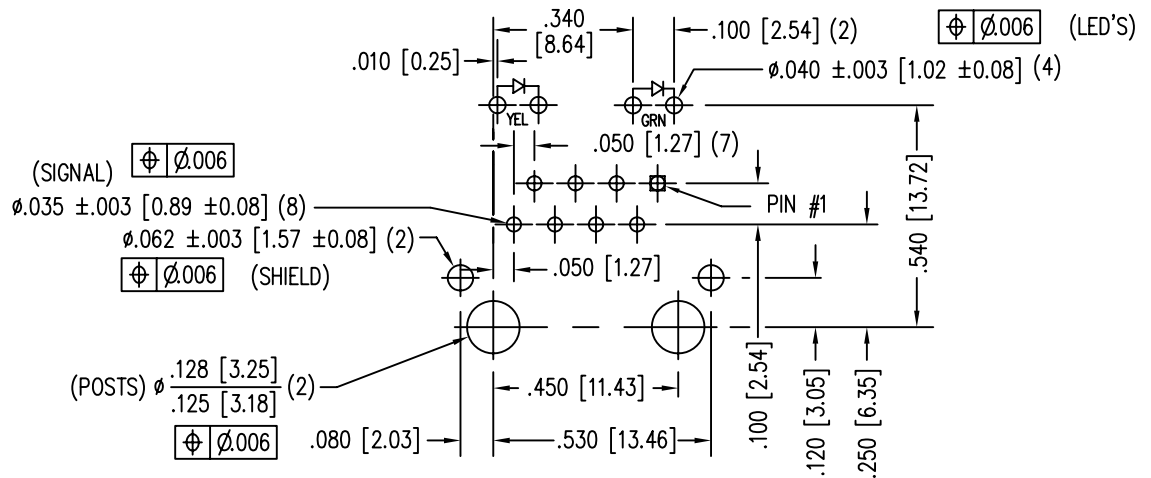 .340
[8.64]
.100 [2.54] (2)
⌖ Ø.006 (LED'S)
.010 [0.25]
Ø.040 ±.003 [1.02 ±0.08] (4)
YEL
GRN
.050 [1.27] (7)
⌖ Ø.006
(SIGNAL)
Ø.035 ±.003 [0.89 ±0.08] (8)
PIN #1
.540 [13.72]
Ø.062 ±.003 [1.57 ±0.08] (2)
⌖ Ø.006 (SHIELD)
.050 [1.27]
(POSTS) Ø .128 [3.25]
.125 [3.18] (2)
⌖ Ø.006
.450 [11.43]
.080 [2.03]
.530 [13.46]
.100 [2.54]
.120 [3.05]
.250 [6.35]